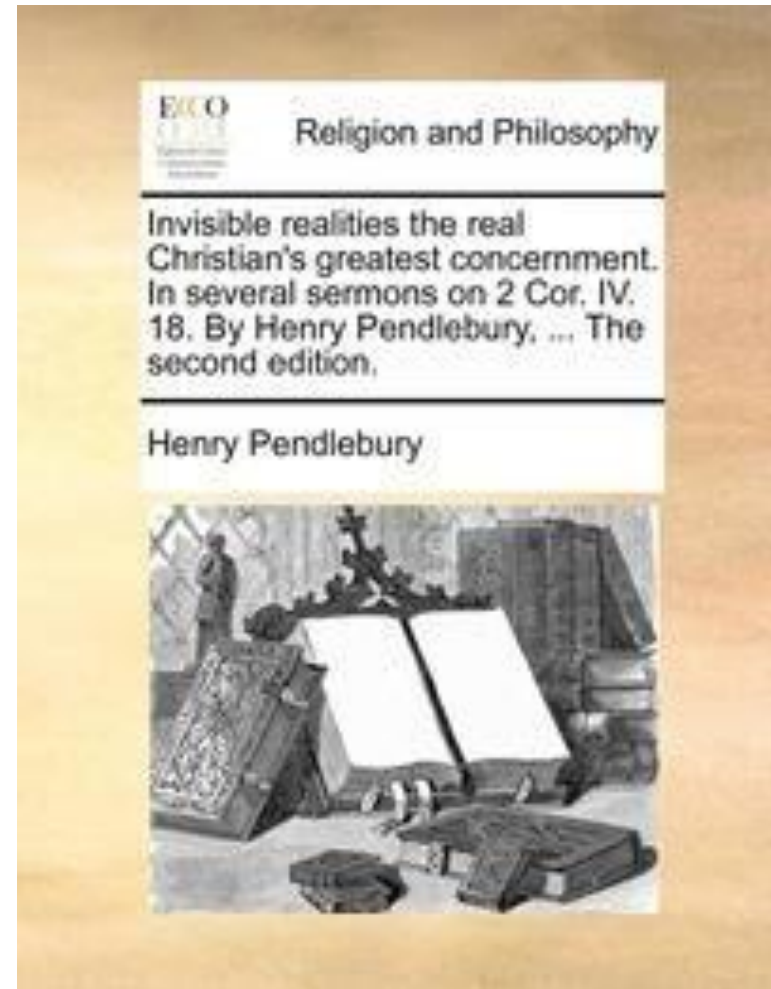 ECCO
Religion and Philosophy
Invisible realities the real
Christian's greatest concernment.
In several sermons on 2 Cor. IV.
18. By Henry Pendlebury, ... The
second edition.
Henry Pendlebury